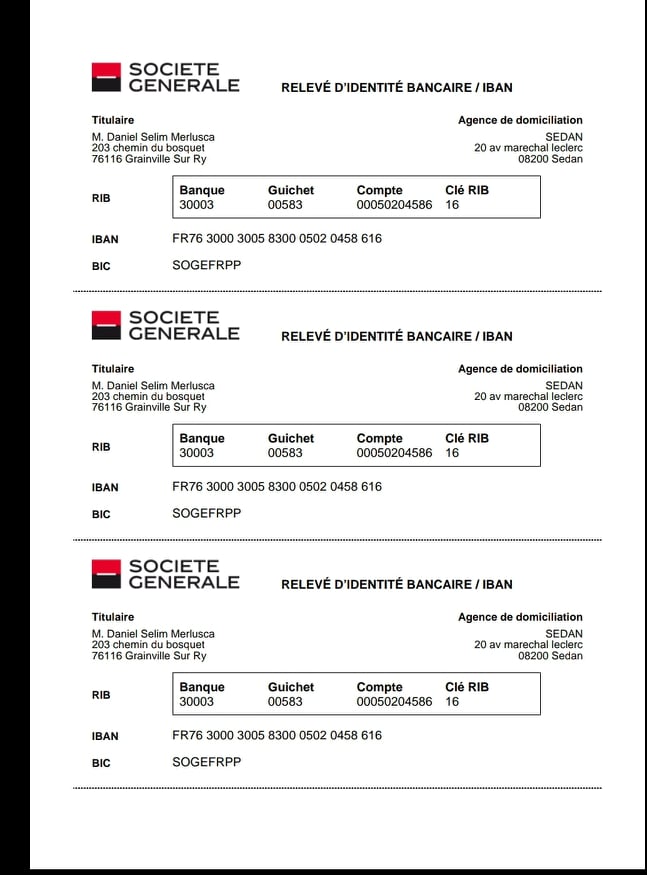 SOCIETE
GENERALE
RELEVÉ D'IDENTITÉ BANCAIRE / IBAN
Titulaire Agence de domiciliation
M. Daniel Selim Merlusca SEDAN
203 chemin du bosquet 20 av marechal leclerc
76116 Grainville Sur Ry 08200 Sedan
RIB
Banque Guichet Compte Clé RIB
30003 00583 00050204586 16
IBAN FR76 3000 3005 8300 0502 0458 616
BIC SOGEFRPP
SOCIETE
GENERALE
RELEVÉ D'IDENTITÉ BANCAIRE / IBAN
Titulaire Agence de domiciliation
M. Daniel Selim Merlusca SEDAN
203 chemin du bosquet 20 av marechal leclerc
76116 Grainville Sur Ry 08200 Sedan
RIB
Banque Guichet Compte Clé RIB
30003 00583 00050204586 16
IBAN FR76 3000 3005 8300 0502 0458 616
BIC SOGEFRPP
SOCIETE
GENERALE
RELEVÉ D'IDENTITÉ BANCAIRE / IBAN
Titulaire Agence de domiciliation
M. Daniel Selim Merlusca SEDAN
203 chemin du bosquet 20 av marechal leclerc
76116 Grainville Sur Ry 08200 Sedan
RIB
Banque Guichet Compte Clé RIB
30003 00583 00050204586 16
IBAN FR76 3000 3005 8300 0502 0458 616
BIC SOGEFRPP